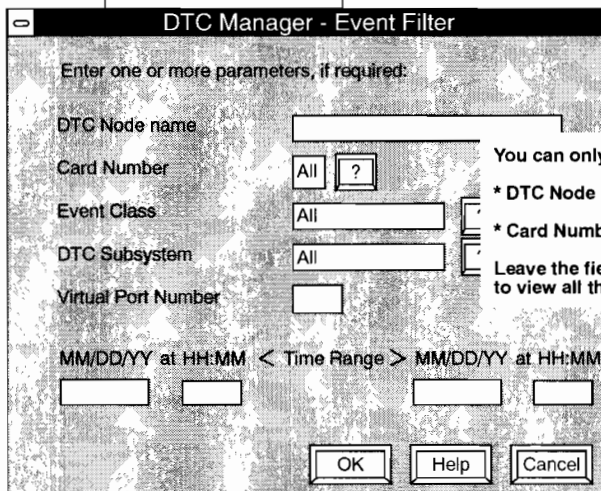 DTC Manager - Event Filter
Enter one or more parameters, if required:
DTC Node name
Card Number All ?
Event Class All
DTC Subsystem All
Virtual Port Number
You can only
* DTC Node
* Card Numb
Leave the fie
to view all th
MM/DD/YY at HH:MM < Time Range > MM/DD/YY at HH:MM
OK Help Cancel